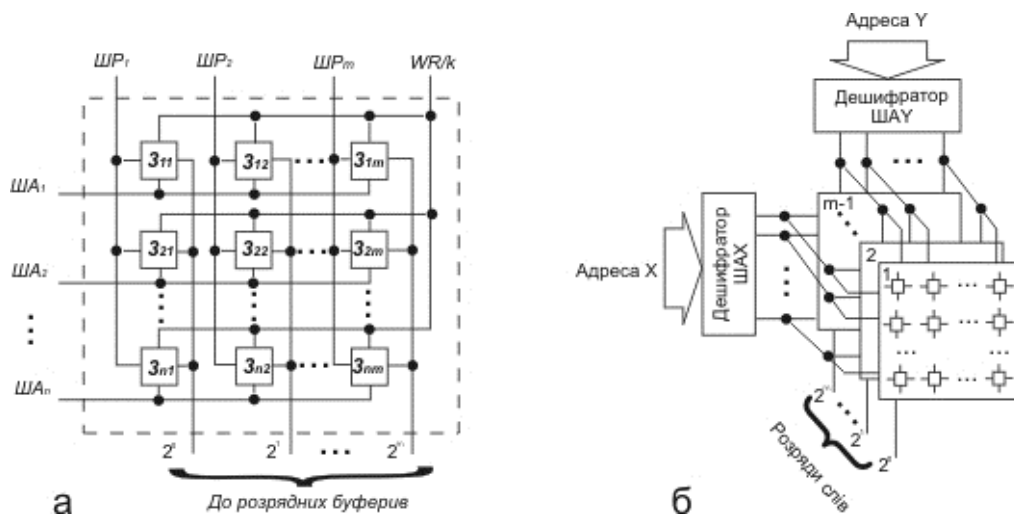 ШР₁ ШР₂ ШРₘ WR/k
З₁₁ З₁₂ З₁ₘ
ША₁
З₂₁ З₂₂ З₂ₘ
ША₂
Зₙ₁ Зₙ₂ Зₙₘ
ШАₙ
2⁰ 2¹ 2ᵐ
До розрядних буферив
а
Адреса Y
Дешифратор
ШАY
Адреса X
Дешифратор
ШАX
m-1
2
1
2ᵐ
2¹
2⁰
Розряди слів
б